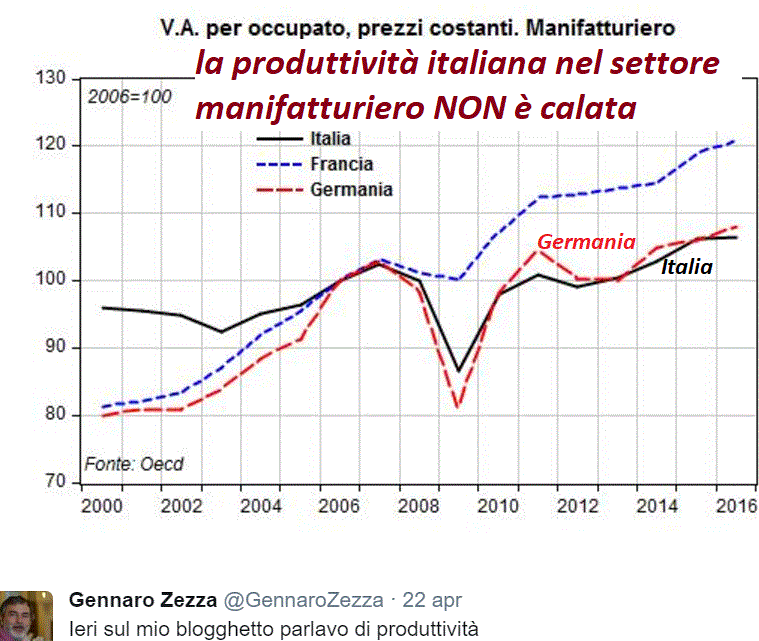 V.A. per occupato, prezzi costanti. Manifatturiero
la produttività italiana nel settore
manifatturiero NON è calata
2006=100
Italia
Francia
Germania
130
120
110
100
90
80
70
Germania
Italia
Fonte: Oecd
2000 2002 2004 2006 2008 2010 2012 2014 2016
Gennaro Zezza @GennaroZezza · 22 apr
Ieri sul mio blogghetto parlavo di produttività